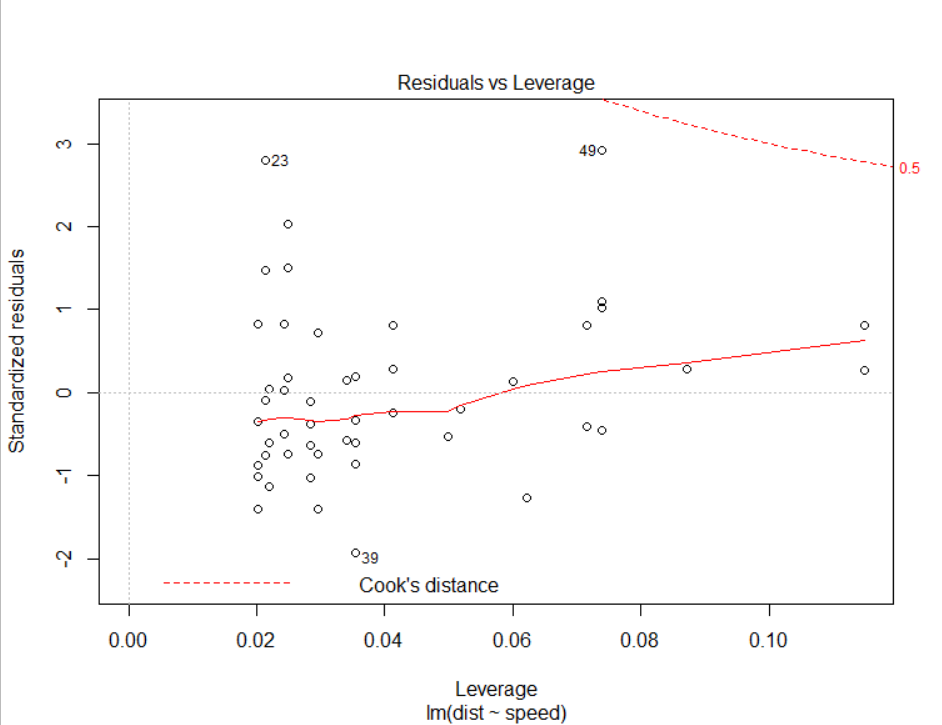 Residuals vs Leverage
3
2
1
0
-1
-2
Standardized residuals
23
49
0.5
39
Cook's distance
0.00 0.02 0.04 0.06 0.08 0.10
Leverage
lm(dist ~ speed)